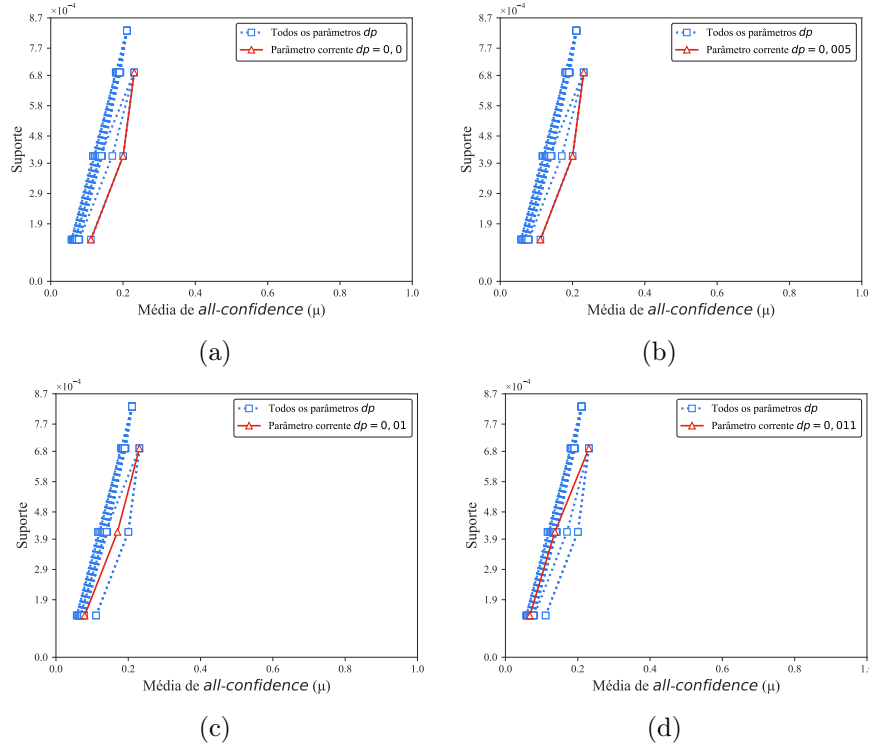 ×10⁻⁴
8.7
7.7
6.8
5.8
4.8
3.9
2.9
1.9
0.0
Suporte
Todos os parâmetros dp
Parâmetro corrente dp = 0, 0
0.0 0.2 0.4 0.6 0.8 1.0
Média de all-confidence (μ)
(a)
×10⁻⁴
8.7
7.7
6.8
5.8
4.8
3.9
2.9
1.9
0.0
Suporte
Todos os parâmetros dp
Parâmetro corrente dp = 0, 005
0.0 0.2 0.4 0.6 0.8 1.0
Média de all-confidence (μ)
(b)
×10⁻⁴
8.7
7.7
6.8
5.8
4.8
3.9
2.9
1.9
0.0
Suporte
Todos os parâmetros dp
Parâmetro corrente dp = 0, 01
0.0 0.2 0.4 0.6 0.8 1.0
Média de all-confidence (μ)
(c)
×10⁻⁴
8.7
7.7
6.8
5.8
4.8
3.9
2.9
1.9
0.0
Suporte
Todos os parâmetros dp
Parâmetro corrente dp = 0, 011
0.0 0.2 0.4 0.6 0.8 1.0
Média de all-confidence (μ)
(d)